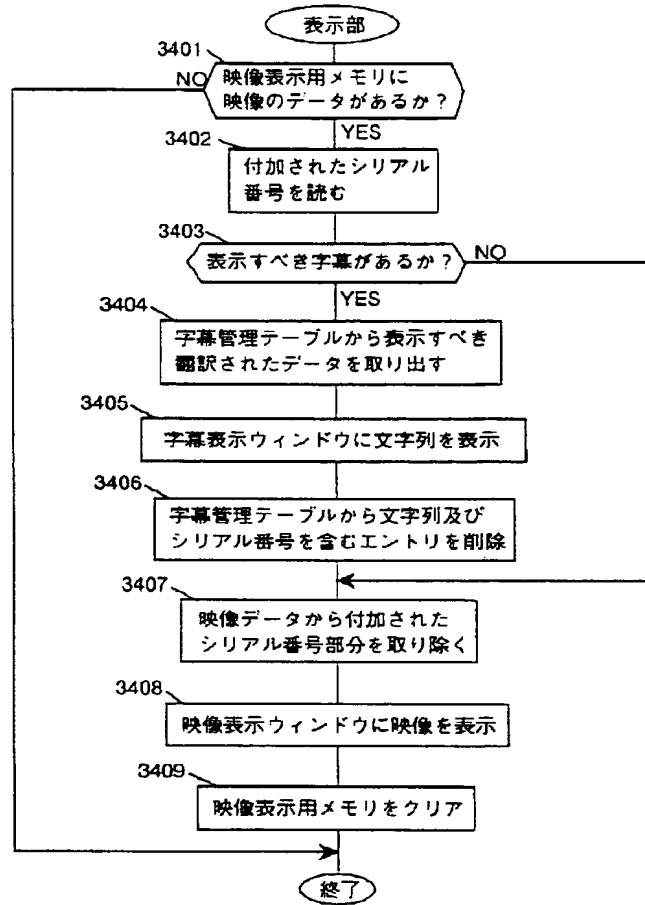 表示部
3401
NO
映像表示用メモリに
映像のデータがあるか?
YES
3402
付加されたシリアル
番号を読む
3403
表示すべき字幕があるか?
NO
YES
3404
字幕管理テーブルから表示すべき
翻訳されたデータを取り出す
3405
字幕表示ウィンドウに文字列を表示
3406
字幕管理テーブルから文字列及び
シリアル番号を含むエントリを削除
3407
映像データから付加された
シリアル番号部分を取り除く
3408
映像表示ウィンドウに映像を表示
3409
映像表示用メモリをクリア
終了